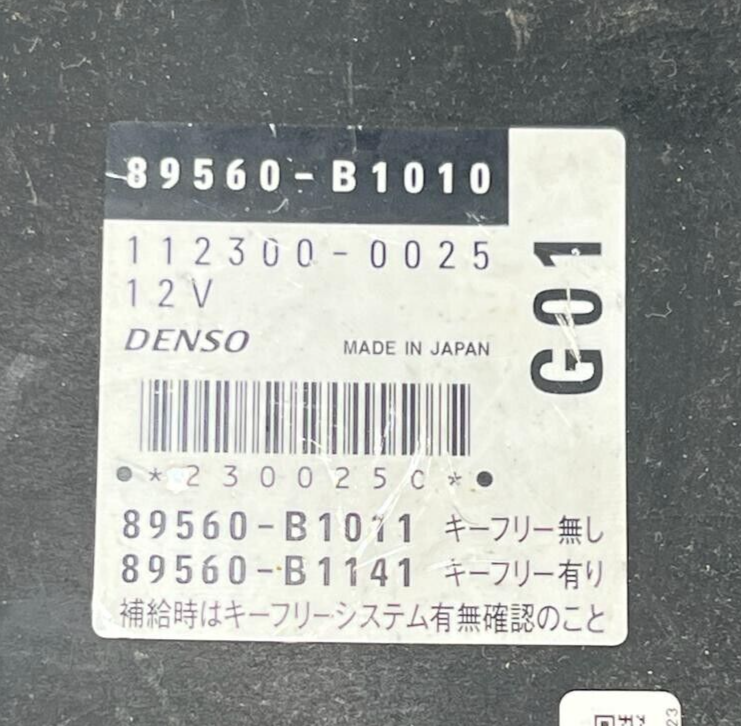 89560-B1010
112300-0025
12V
DENSO MADE IN JAPAN
G01
*2300250*
89560-B1011 キーフリー無し
89560-B1141 キーフリー有り
補給時はキーフリーシステム有無確認のこと